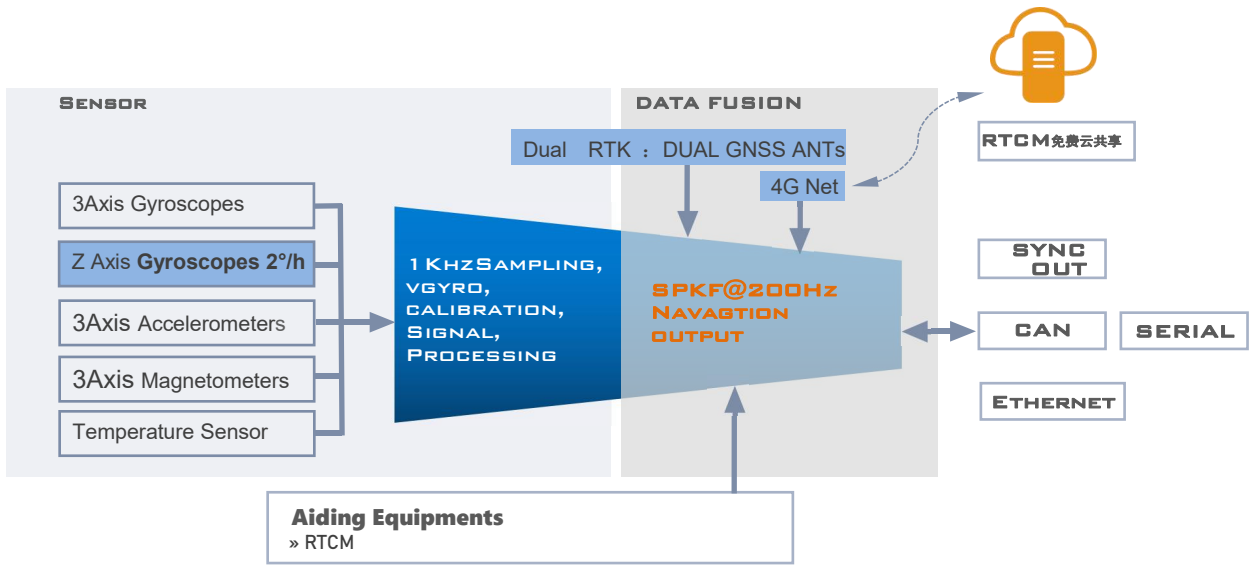 SENSOR
3Axis Gyroscopes
Z Axis Gyroscopes 2°/h
3Axis Accelerometers
3Axis Magnetometers
Temperature Sensor
1KHZSAMPLING,
VGYRO,
CALIBRATION,
SIGNAL,
PROCESSING
DATA FUSION
Dual RTK ： DUAL GNSS ANTs
4G Net
SPKF@200HZ
NAVAGTION
OUTPUT
RTCM免费云共享
SYNC
OUT
CAN
SERIAL
ETHERNET
Aiding Equipments
» RTCM